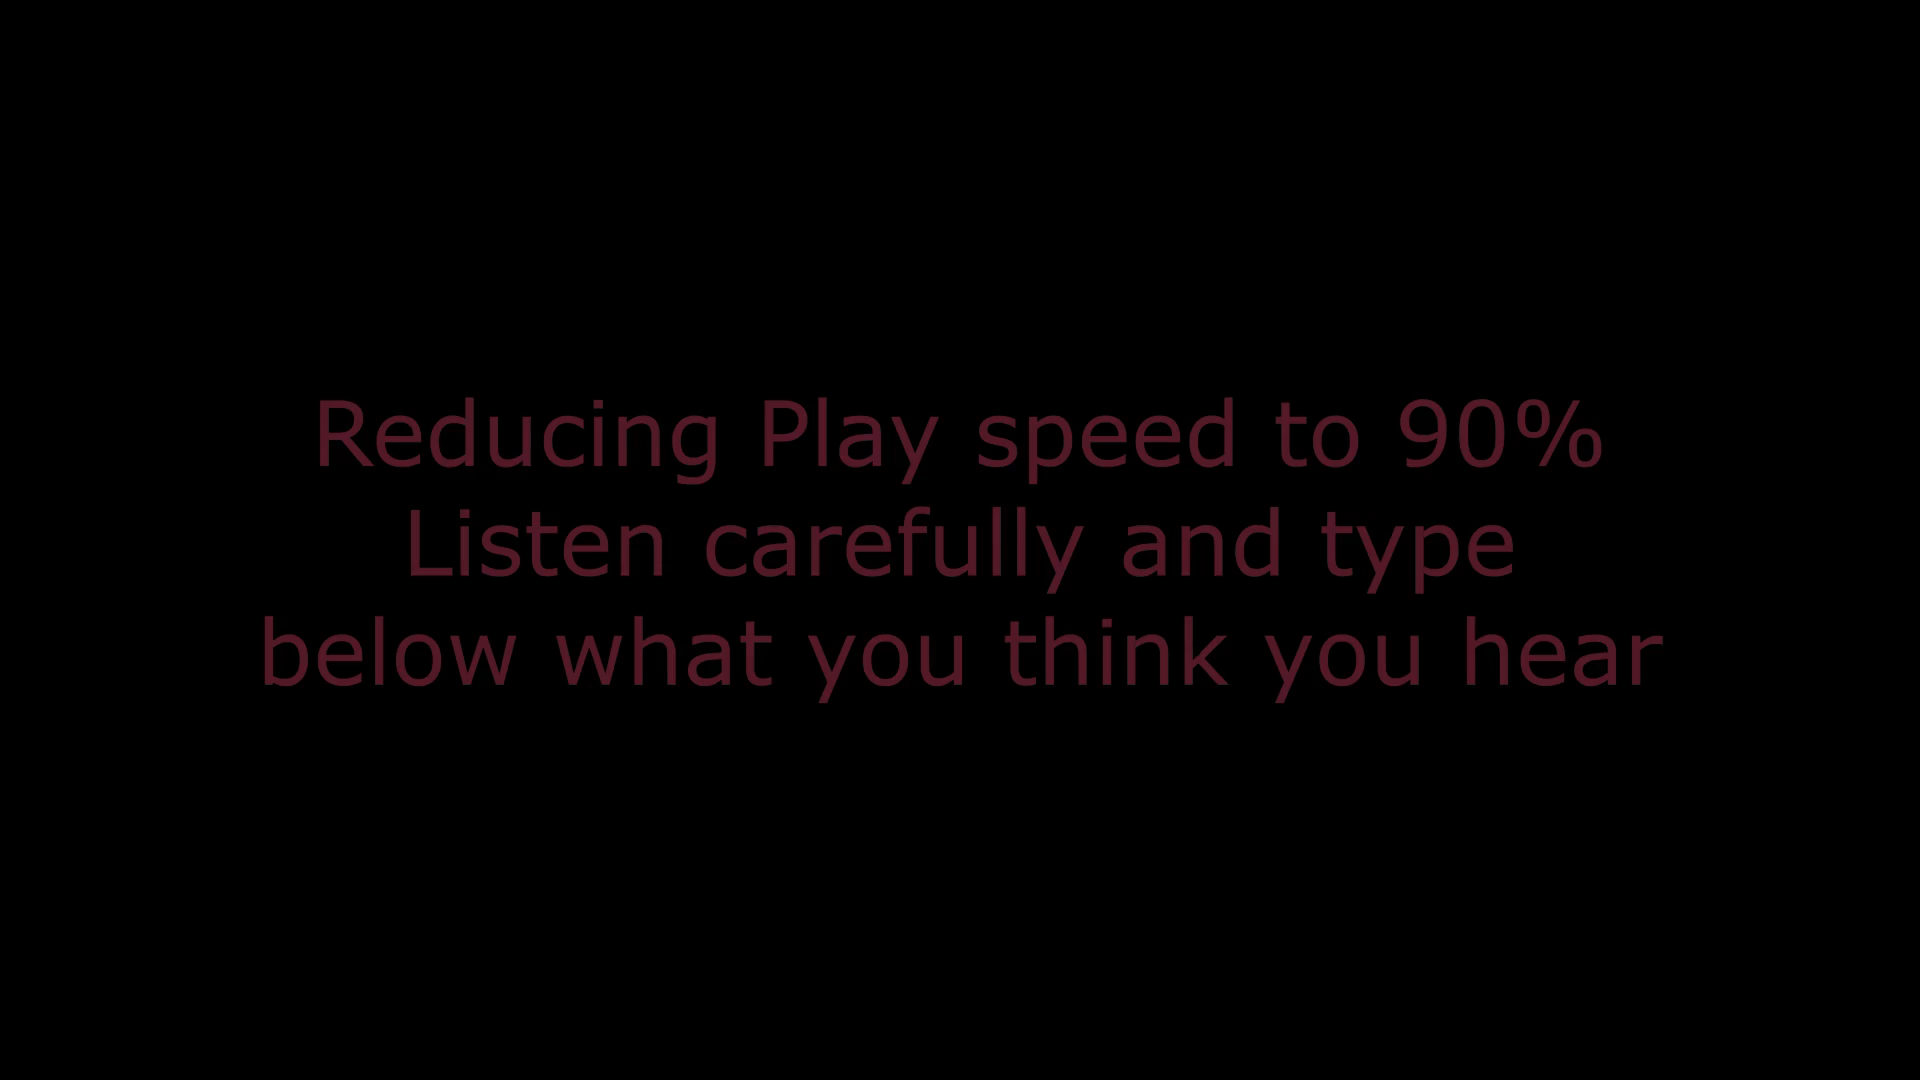 Reducing Play speed to 90%
Listen carefully and type
below what you think you hear